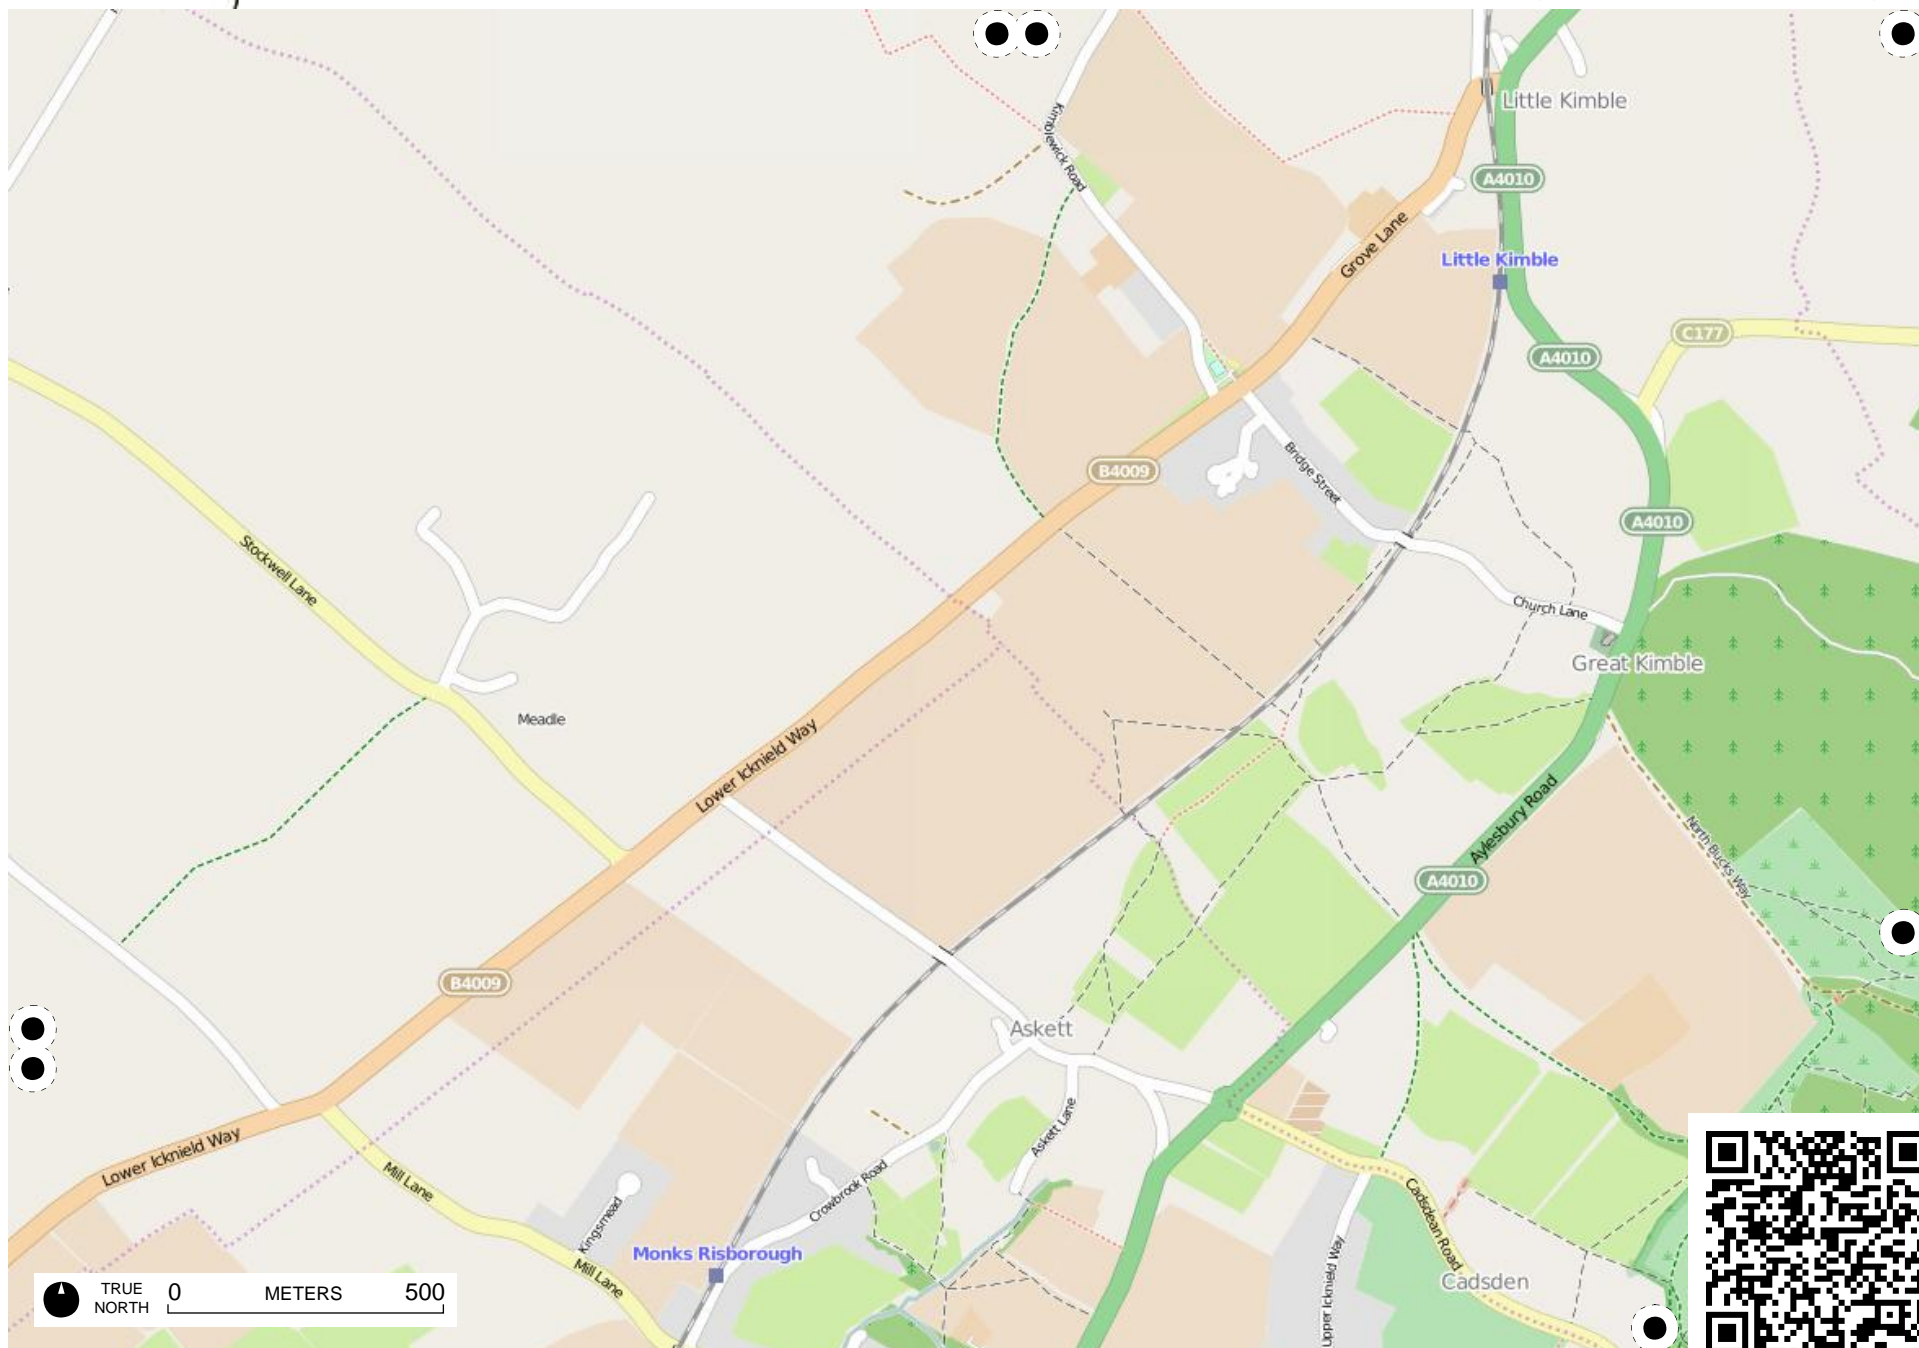 Little Kimble
Kimblewick Road
A4010
Grove Lane
Little Kimble
C177
A4010
B4009
Bridge Street
A4010
Stockwell Lane
Church Lane
Great Kimble
Meadle
Lower Icknield Way
Aylesbury Road
North Bucks Way
A4010
B4009
Askett
Askett Lane
Lower Icknield Way
Mill Lane
Crowbrook Road
Kingsmead
Cadsdean Road
Monks Risborough
Mill Lane
Upper Icknield Way
Cadsden
TRUE
NORTH
0 METERS 500